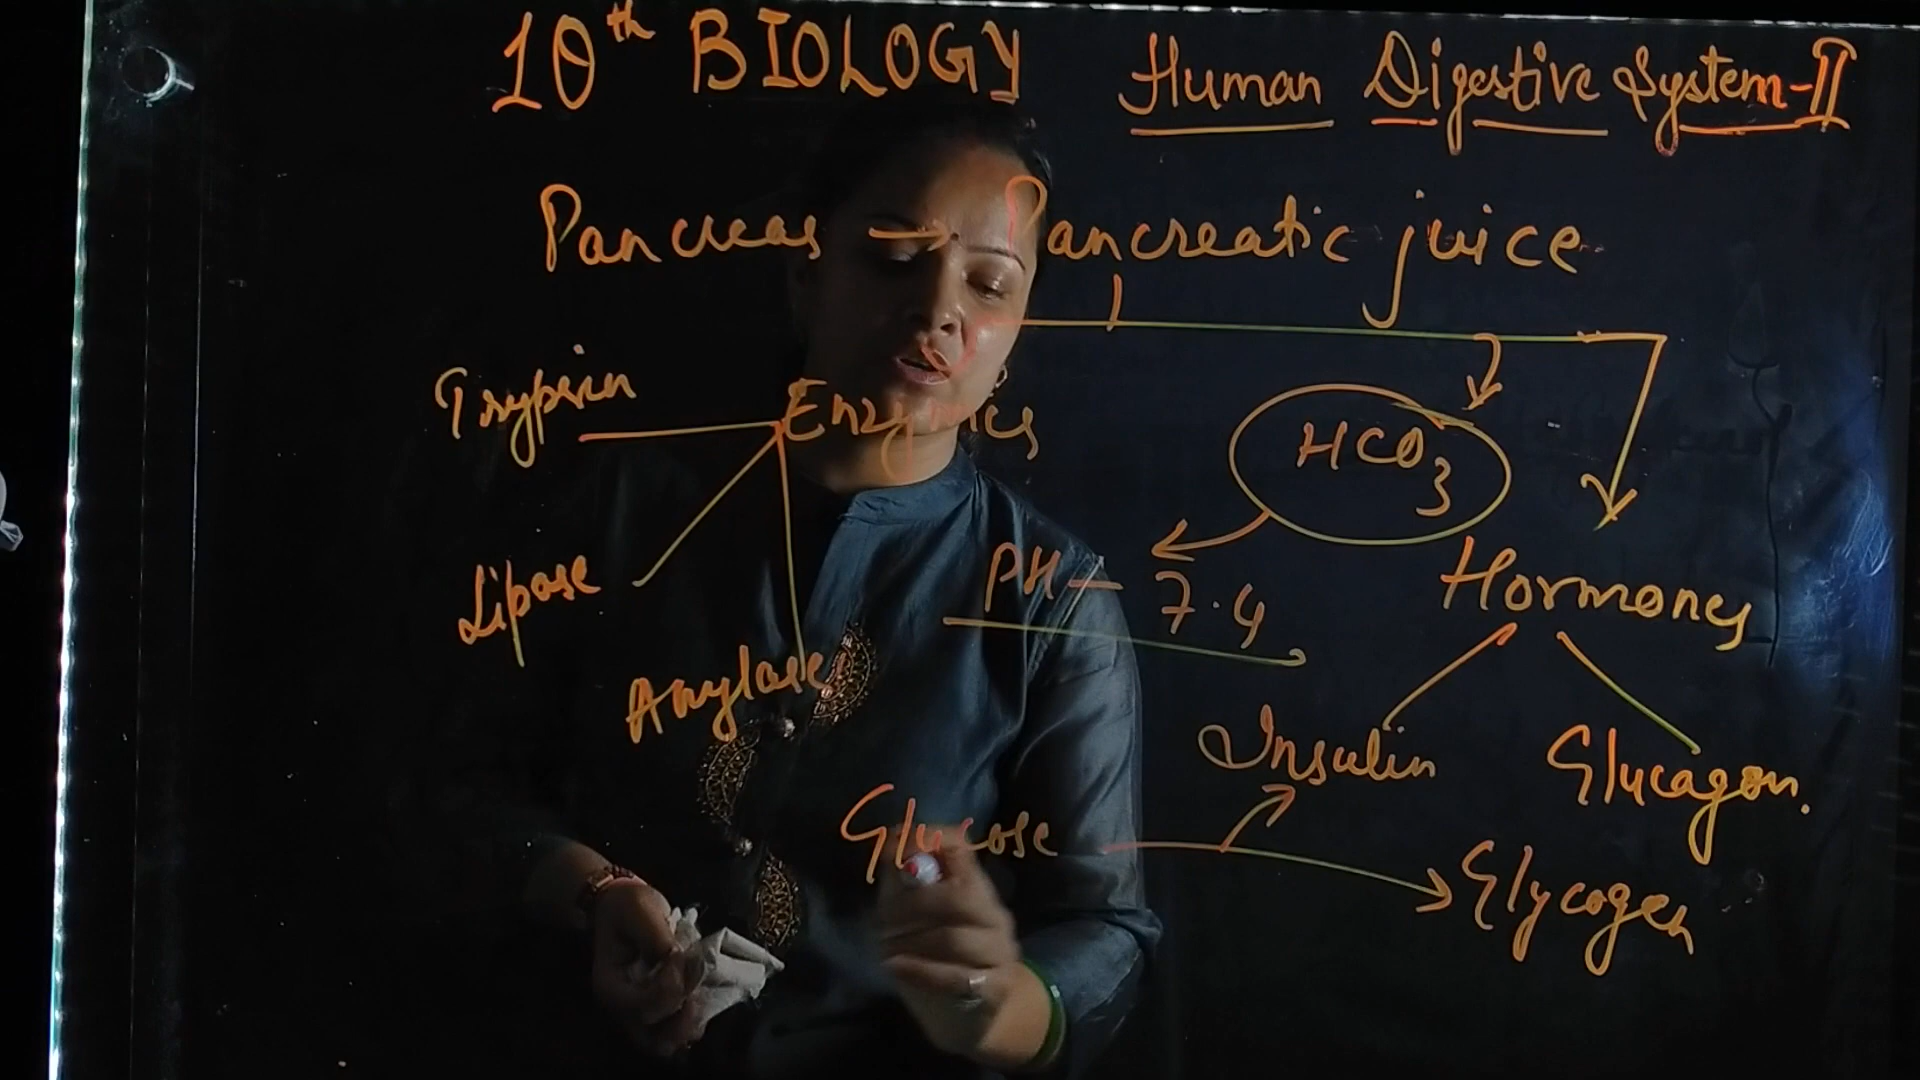 10th BIOLOGY Human Digestive System-II
Pancreas → Pancreatic juice
Trypsin Enzymes HCO3
Lipase PH - 7.4 Hormones
Amylase Insulin Glucagon.
Glucose → Glycogen